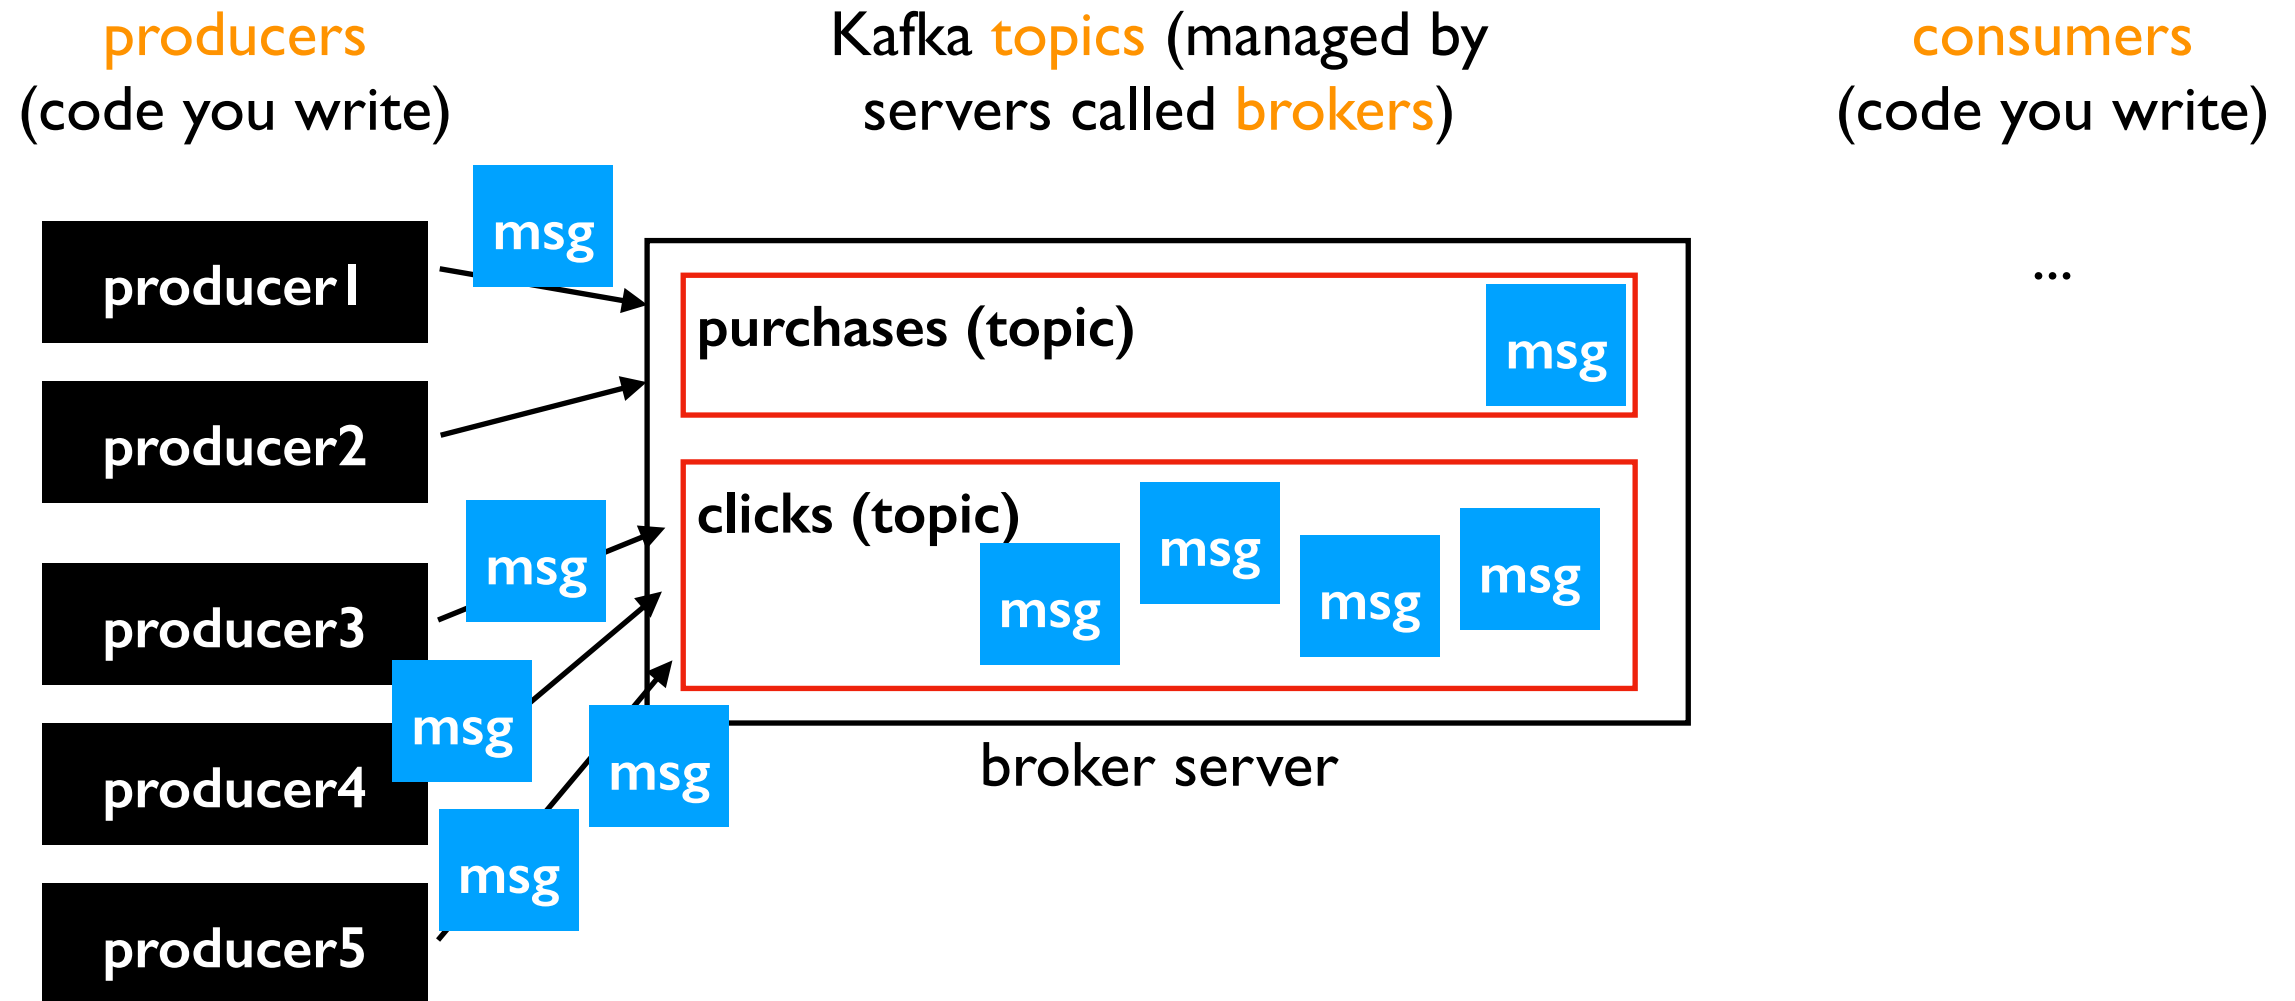 producers
(code you write)
Kafka topics (managed by
servers called brokers)
consumers
(code you write)
...
producer1
producer2
producer3
producer4
producer5
msg
msg
msg
msg
msg
purchases (topic)
msg
clicks (topic)
msg
msg
msg
msg
broker server